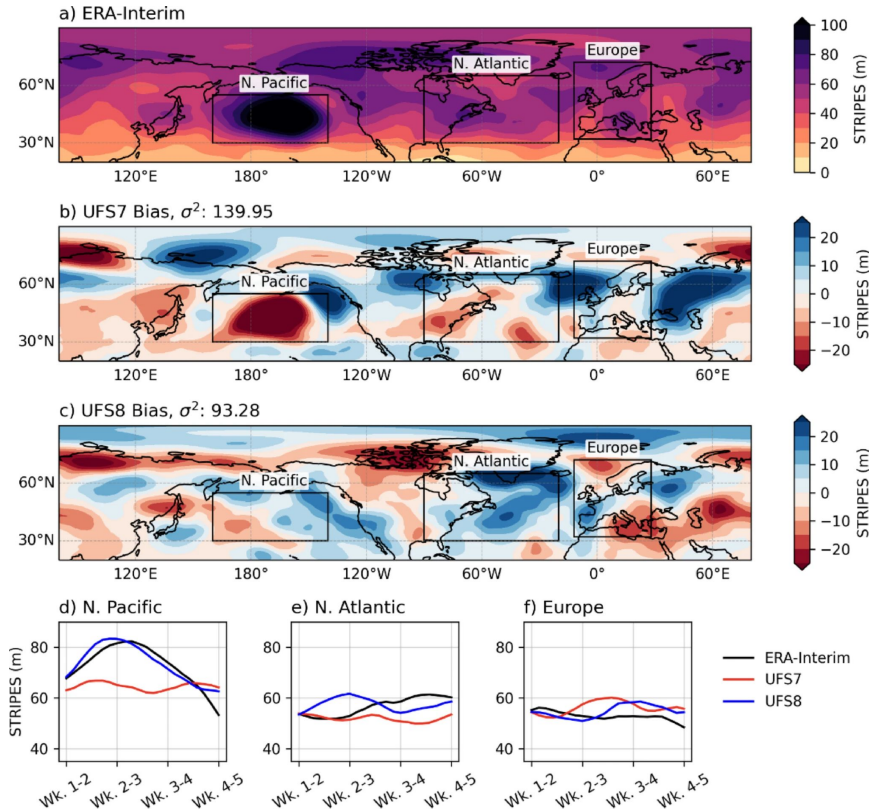 a) ERA-Interim
60°N
30°N
N. Pacific
N. Atlantic
Europe
120°E
180°
120°W
60°W
0°
60°E
100
80
60
40
20
0
STRIPES (m)
b) UFS7 Bias, σ²: 139.95
60°N
30°N
N. Pacific
N. Atlantic
Europe
120°E
180°
120°W
60°W
0°
60°E
20
10
0
−10
−20
STRIPES (m)
c) UFS8 Bias, σ²: 93.28
60°N
30°N
N. Pacific
N. Atlantic
Europe
120°E
180°
120°W
60°W
0°
60°E
20
10
0
−10
−20
STRIPES (m)
d) N. Pacific
STRIPES (m)
80
60
40
Wk. 1-2
Wk. 2-3
Wk. 3-4
Wk. 4-5
e) N. Atlantic
80
60
40
Wk. 1-2
Wk. 2-3
Wk. 3-4
Wk. 4-5
f) Europe
80
60
40
Wk. 1-2
Wk. 2-3
Wk. 3-4
Wk. 4-5
ERA-Interim
UFS7
UFS8